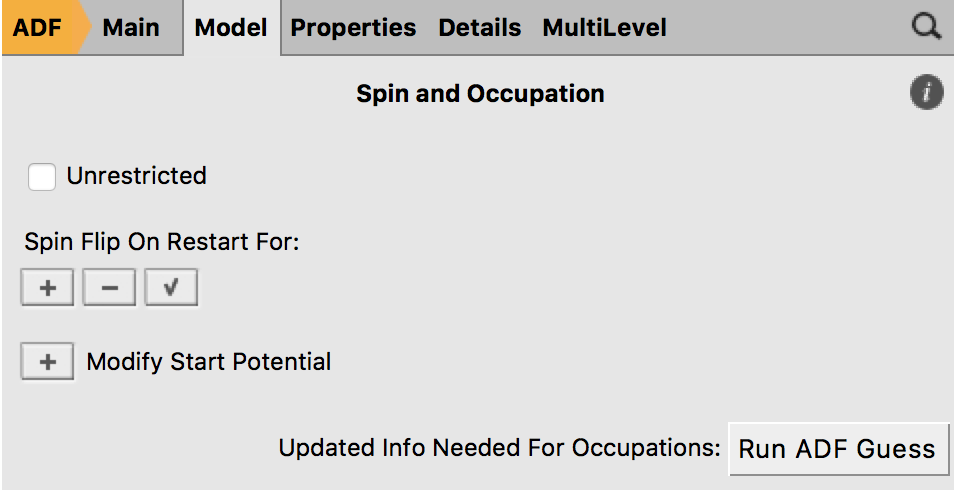 ADF Main Model Properties Details MultiLevel
Spin and Occupation
i
Unrestricted
Spin Flip On Restart For:
+ − √
+ Modify Start Potential
Updated Info Needed For Occupations: Run ADF Guess